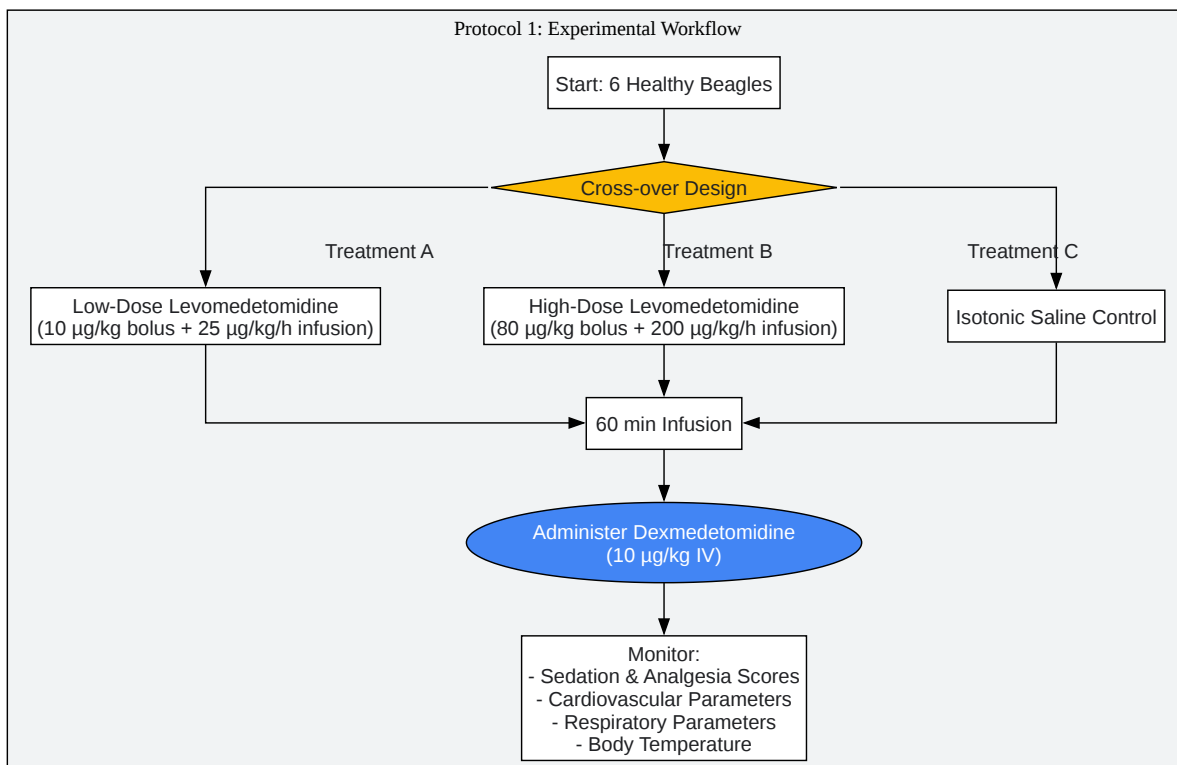 Protocol 1: Experimental Workflow
Start: 6 Healthy Beagles
Cross-over Design
Treatment A
Treatment B
Treatment C
Low-Dose Levomedetomidine
(10 µg/kg bolus + 25 µg/kg/h infusion)
High-Dose Levomedetomidine
(80 µg/kg bolus + 200 µg/kg/h infusion)
Isotonic Saline Control
60 min Infusion
Administer Dexmedetomidine
(10 µg/kg IV)
Monitor:
- Sedation & Analgesia Scores
- Cardiovascular Parameters
- Respiratory Parameters
- Body Temperature